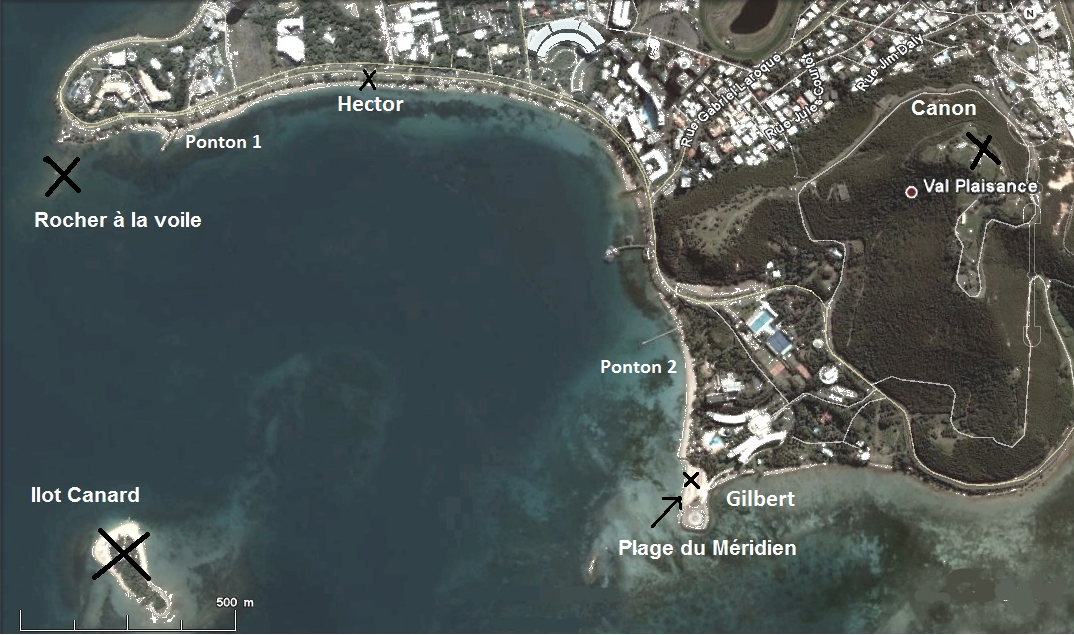 N
Rue Jim Daly
Rue Gabriel Laroque
Rue Jules C
Hector
Canon
Ponton 1
Val Plaisance
Rocher à la voile
Ponton 2
Ilot Canard
Gilbert
Plage du Méridien
500 m